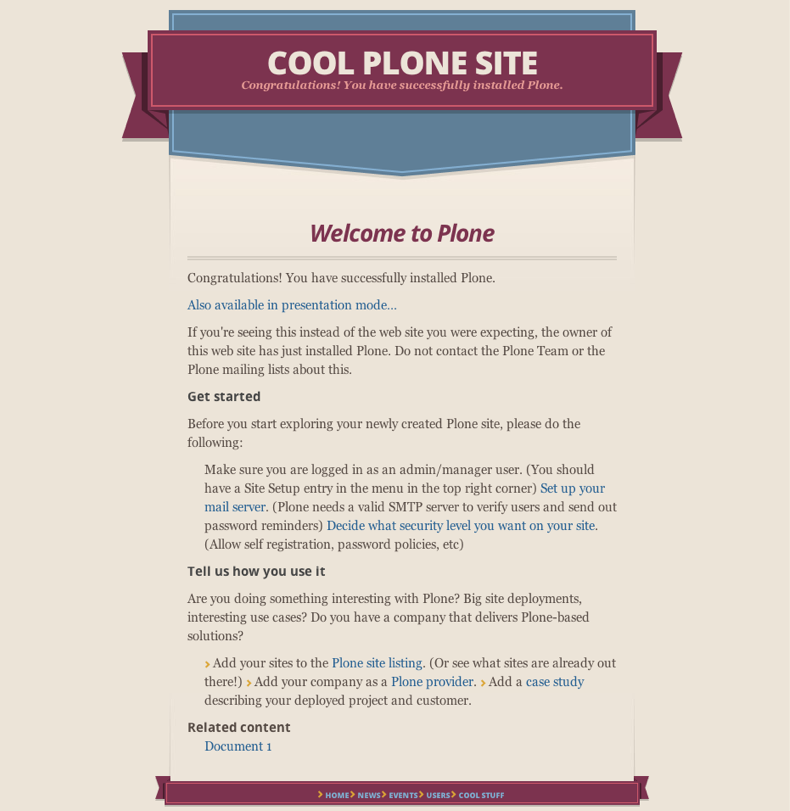 COOL PLONE SITE
Congratulations! You have successfully installed Plone.
Welcome to Plone
Congratulations! You have successfully installed Plone.
Also available in presentation mode...
If you're seeing this instead of the web site you were expecting, the owner of
this web site has just installed Plone. Do not contact the Plone Team or the
Plone mailing lists about this.
Get started
Before you start exploring your newly created Plone site, please do the
following:
Make sure you are logged in as an admin/manager user. (You should
have a Site Setup entry in the menu in the top right corner) Set up your
mail server. (Plone needs a valid SMTP server to verify users and send out
password reminders) Decide what security level you want on your site.
(Allow self registration, password policies, etc)
Tell us how you use it
Are you doing something interesting with Plone? Big site deployments,
interesting use cases? Do you have a company that delivers Plone-based
solutions?
Add your sites to the Plone site listing. (Or see what sites are already out
there!) Add your company as a Plone provider. Add a case study
describing your deployed project and customer.
Related content
Document 1
HOME NEWS EVENTS USERS COOL STUFF